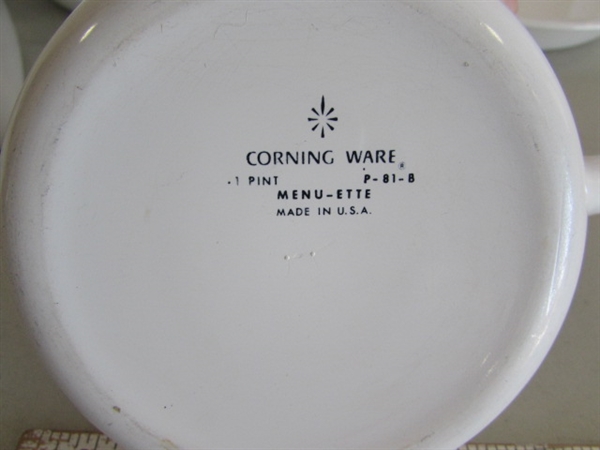 CORNING WARE®
1 PINT P-81-B
MENU-ETTE
MADE IN U.S.A.